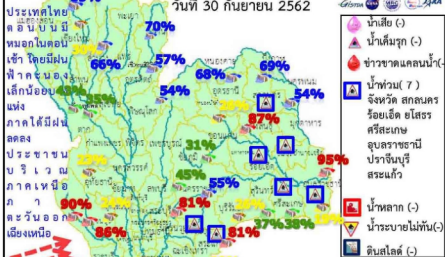 วันที่ 30 กันยายน 2562
ประเทศไทย
ตอนบนมี
หมอกในตอน
เช้า โดยมีฝน
ฟ้าคะนอง
เล็กน้อยบาง
แห่ง
ภาคใต้มีฝน
ลดลง
ประชาชน
บริเวณ
ภาคเหนือ
ภาค
ตะวันออก
เฉียงเหนือ
70%
66%
57%
54%
68%
69%
54%
87%
31%
45%
55%
95%
90%
86%
81%
81%
37%
38%
น้ำเสีย (-)
น้ำเค็มรุก (-)
ข่าวขาดแคลนน้ำ(-)
น้ำท่วม ( 7 )
จังหวัด สกลนคร
ร้อยเอ็ด ยโสธร
ศรีสะเกษ
อุบลราชธานี
ปราจีนบุรี
สระแก้ว
น้ำหลาก (-)
น้ำระบายไม่ทัน(-)
ดินสไลด์ (-)